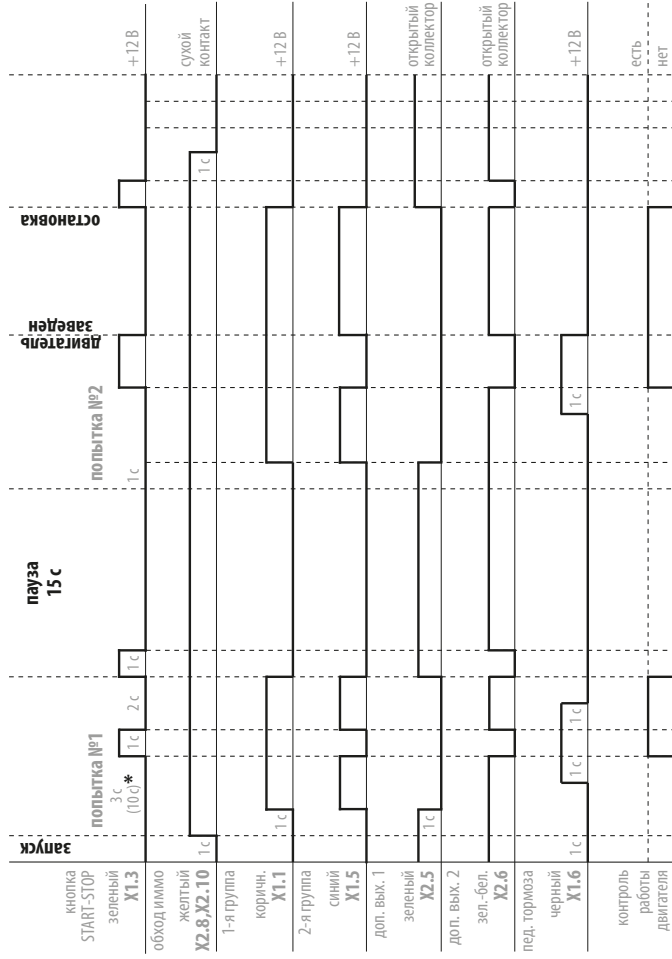 запуск
попытка №1
пауза
15 с
попытка №2
двигатель
заведен
остановка
кнопка
START-STOP
зеленый
X1.3
3 с
(10 с)*
1 с
2 с
1 с
1 с
+12 В
обход иммо
желтый
X2.8,X2.10
1 с
1 с
сухой
контакт
1-я группа
коричн.
X1.1
1 с
+12 В
2-я группа
синий
X1.5
+12 В
доп. вых. 1
зеленый
X2.5
1 с
открытый
коллектор
доп. вых. 2
зел.-бел.
X2.6
открытый
коллектор
пед. тормоза
черный
X1.6
1 с
1 с
1 с
1 с
+12 В
контроль
работы
двигателя
есть
нет